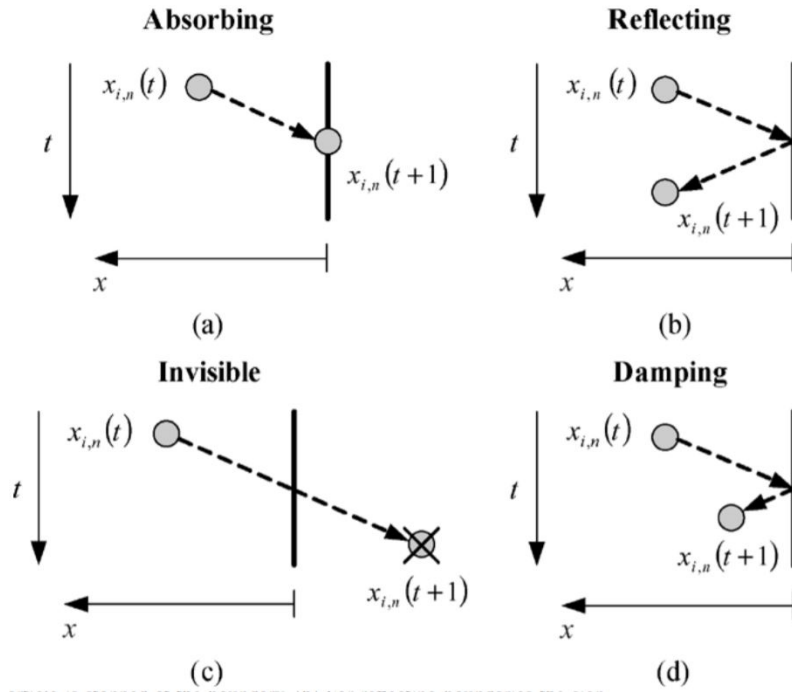 Absorbing
x_{i,n}(t)
t
x_{i,n}(t+1)
x
(a)
Reflecting
x_{i,n}(t)
t
x_{i,n}(t+1)
x
(b)
Invisible
x_{i,n}(t)
t
x_{i,n}(t+1)
x
(c)
Damping
x_{i,n}(t)
t
x_{i,n}(t+1)
x
(d)